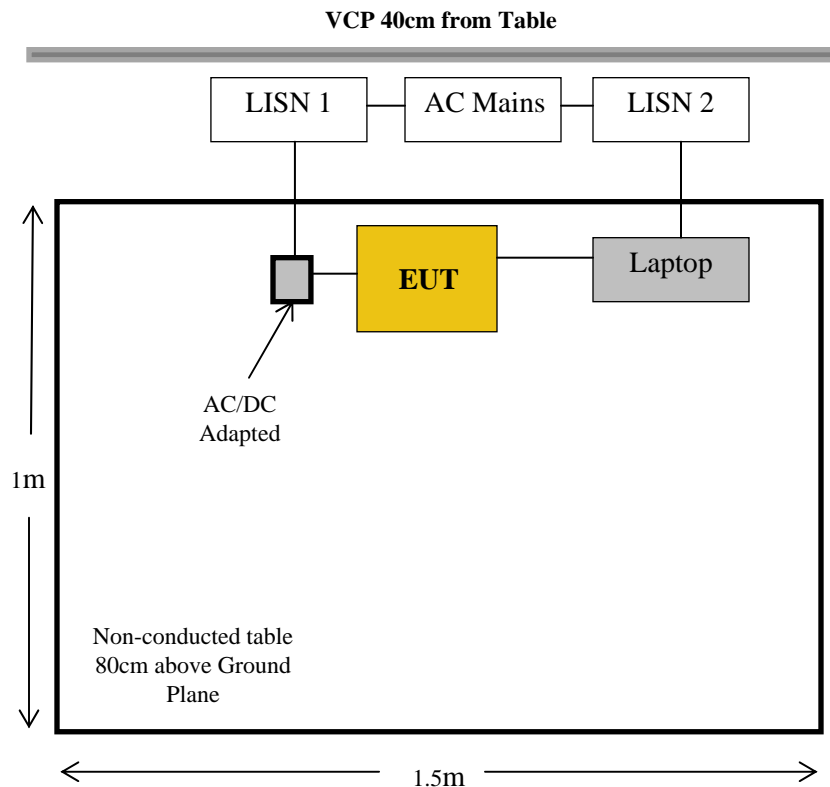 VCP 40cm from Table
LISN 1
AC Mains
LISN 2
EUT
Laptop
AC/DC
Adapted
1m
Non-conducted table
80cm above Ground
Plane
1.5m